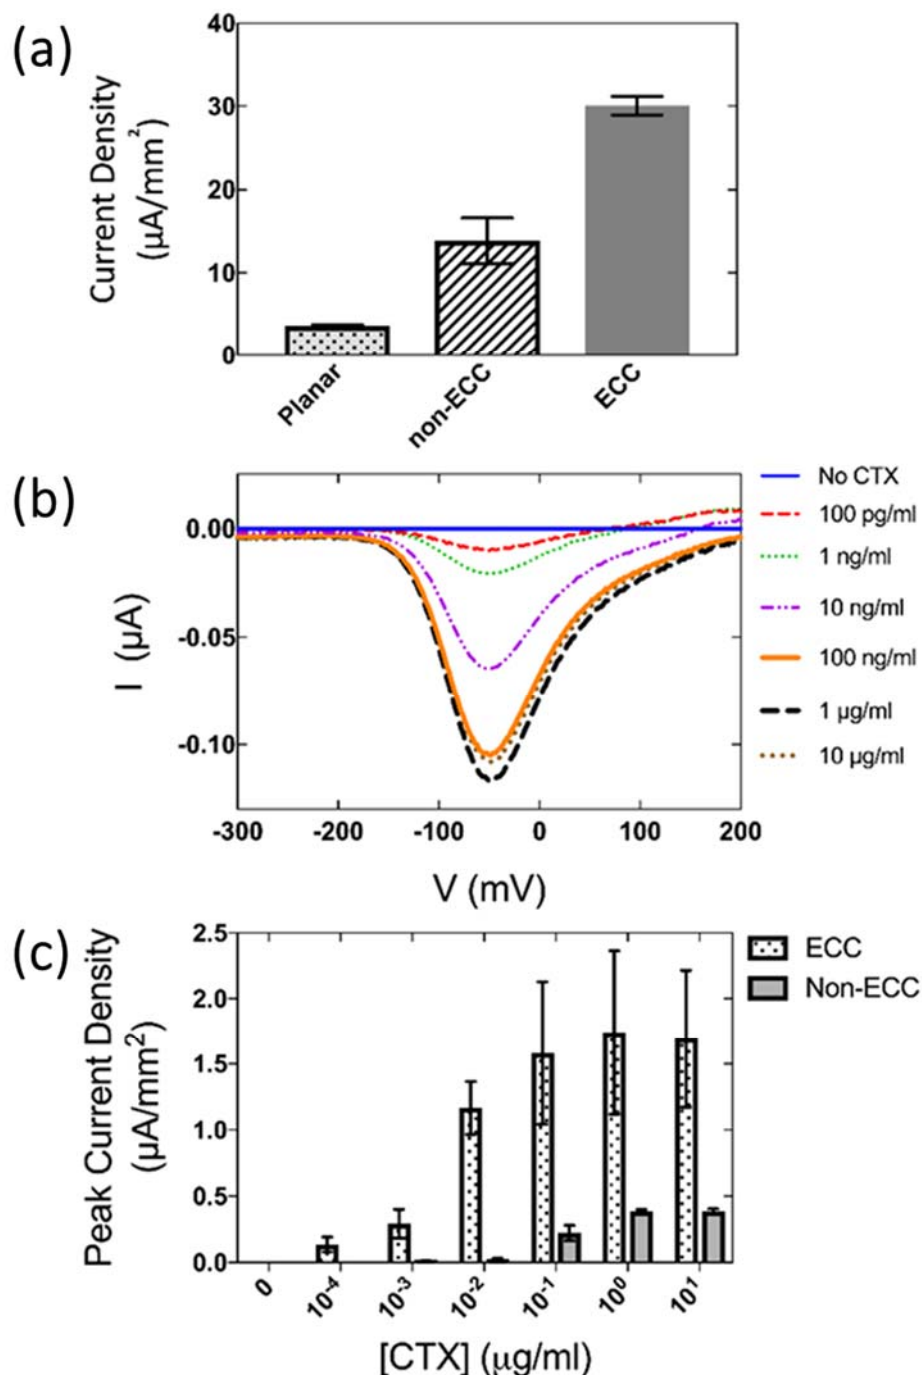 (a)
Current Density
(μA/mm²)
40
30
20
10
0
Planar
non-ECC
ECC
(b)
I (μA)
0.00
-0.05
-0.10
-300
-200
-100
0
100
200
V (mV)
No CTX
100 pg/ml
1 ng/ml
10 ng/ml
100 ng/ml
1 μg/ml
10 μg/ml
(c)
Peak Current Density
(μA/mm²)
2.5
2.0
1.5
1.0
0.5
0.0
0
10⁻⁴
10⁻³
10⁻²
10⁻¹
10⁰
10¹
[CTX] (μg/ml)
ECC
Non-ECC